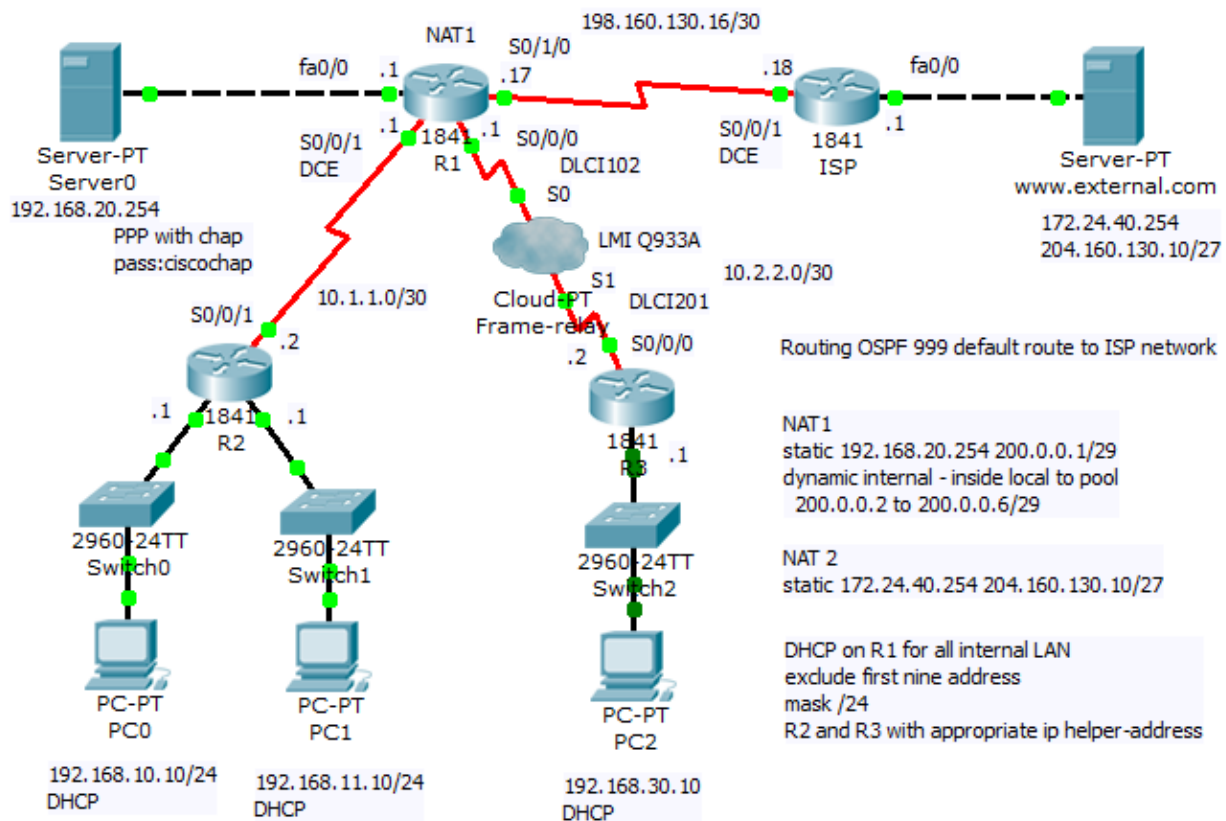 NAT1
198.160.130.16/30
S0/1/0
fa0/0
.1
.17
.18
fa0/0
.1
.1
S0/0/1
DCE
1841
R1
S0/0/0
S0/0/1
DCE
1841
ISP
.1
Server-PT
Server0
192.168.20.254
DLCI102
S0
Server-PT
www.external.com
172.24.40.254
204.160.130.10/27
PPP with chap
pass:ciscochap
LMI Q933A
10.1.1.0/30
S1
10.2.2.0/30
Cloud-PT
Frame-relay
DLCI201
S0/0/1
.2
.2
S0/0/0
Routing OSPF 999 default route to ISP network
.1
1841
R2
.1
1841
R3
.1
NAT1
static 192.168.20.254 200.0.0.1/29
dynamic internal - inside local to pool
200.0.0.2 to 200.0.0.6/29
2960-24TT
Switch0
2960-24TT
Switch1
2960-24TT
Switch2
NAT 2
static 172.24.40.254 204.160.130.10/27
PC-PT
PC0
PC-PT
PC1
PC-PT
PC2
DHCP on R1 for all internal LAN
exclude first nine address
mask /24
R2 and R3 with appropriate ip helper-address
192.168.10.10/24
DHCP
192.168.11.10/24
DHCP
192.168.30.10
DHCP